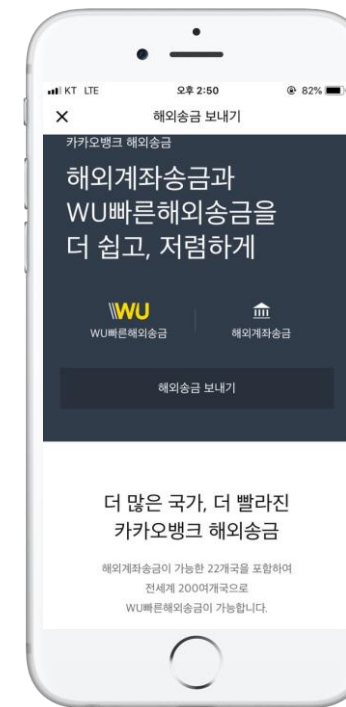 KT LTE 오후 2:50 82%
해외송금 보내기
카카오뱅크 해외송금
해외계좌송금과
WU빠른해외송금을
더 쉽고, 저렴하게
WU
WU빠른해외송금 해외계좌송금
해외송금 보내기
더 많은 국가, 더 빨라진
카카오뱅크 해외송금
해외계좌송금이 가능한 22개국을 포함하여
전세계 200여개국으로
WU빠른해외송금이 가능합니다.